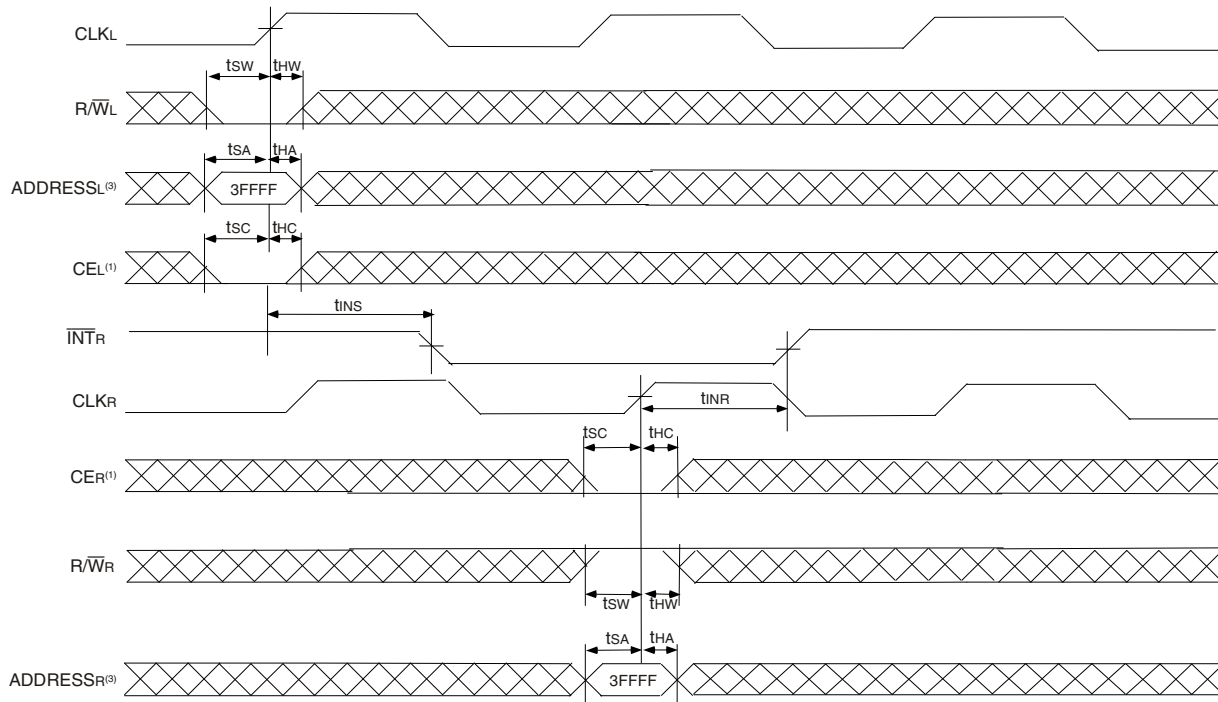 CLKL
tSW tHW
R/W̅L
tSA tHA
ADDRESSL(3) 3FFFF
tSC tHC
CEL(1)
tINS
I̅N̅T̅R
CLKR
tINR
tSC tHC
CER(1)
R/W̅R
tSW tHW
tSA tHA
ADDRESSR(3) 3FFFF